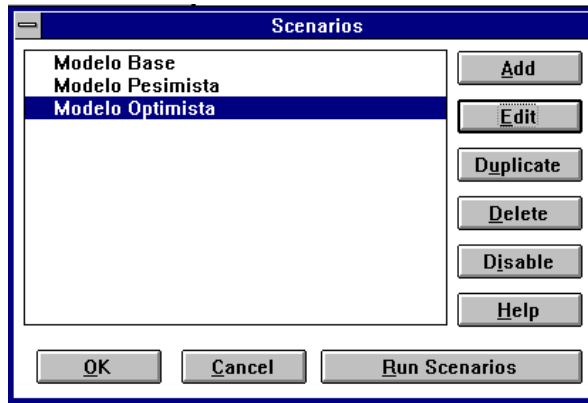 Scenarios
Modelo Base
Modelo Pesimista
Modelo Optimista
Add
Edit
Duplicate
Delete
Disable
Help
OK
Cancel
Run Scenarios